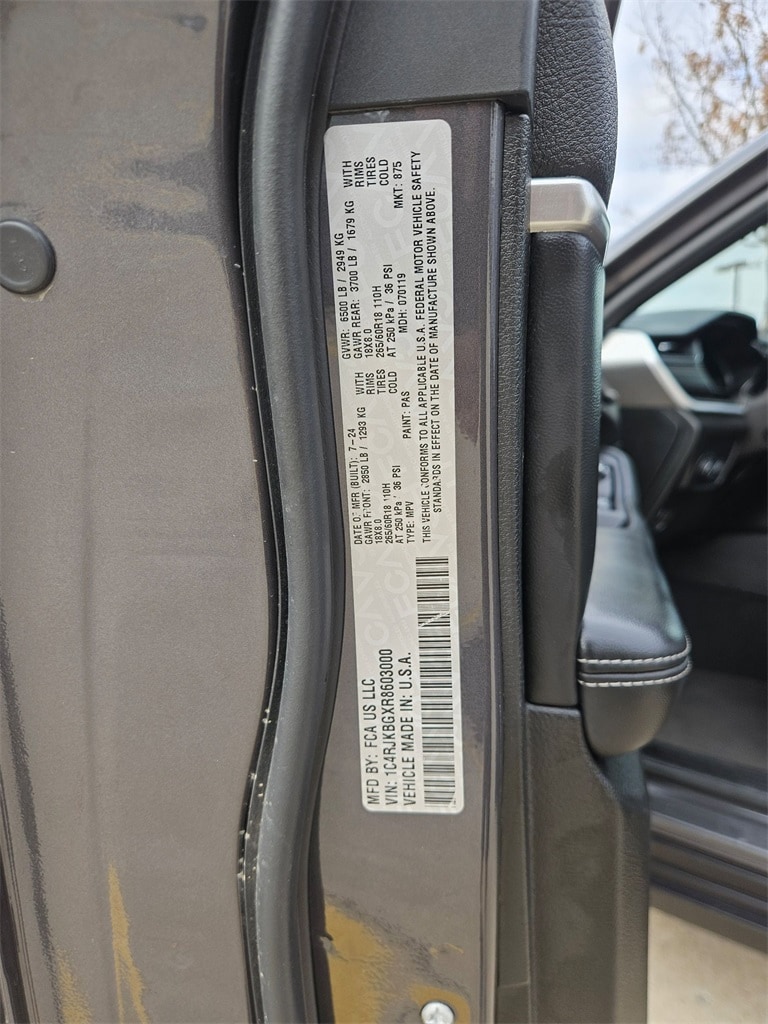 MFD BY: FCA US LLC
VIN: 1C4RJKBGXR8603000
VEHICLE MADE IN: U.S.A.
DATE OF MFR (BUILT): 7-24
GAWR FRONT: 2850 LB / 1293 KG WITH
18X8.0 RIMS
265/60R18 110H TIRES
AT 250 kPa / 36 PSI COLD
TYPE: MPV PAINT: PAS
GVWR: 6500 LB / 2949 KG
GAWR REAR: 3700 LB / 1679 KG WITH
18X8.0 RIMS
265/60R18 110H TIRES
AT 250 kPa / 36 PSI COLD
MDH: 070119 MKT: 875
THIS VEHICLE CONFORMS TO ALL APPLICABLE U.S.A. FEDERAL MOTOR VEHICLE SAFETY
STANDARDS IN EFFECT ON THE DATE OF MANUFACTURE SHOWN ABOVE.